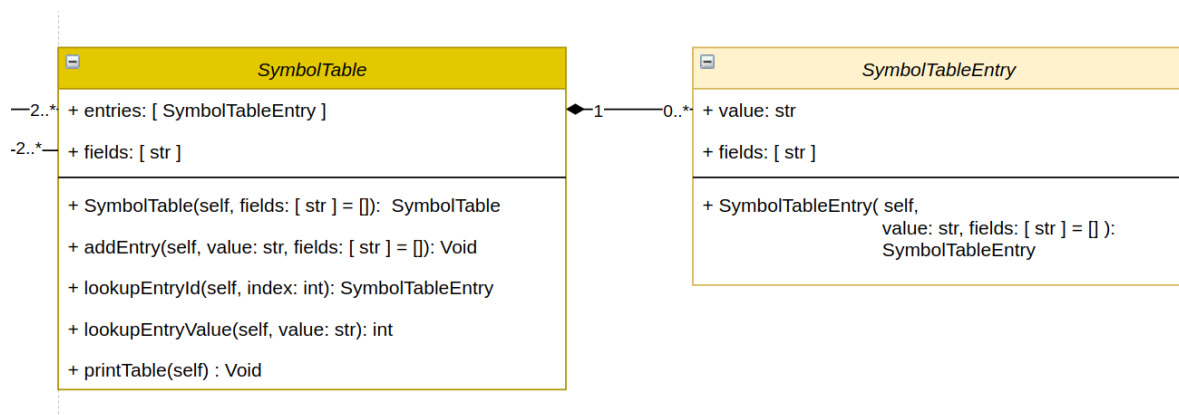 SymbolTable
2..*
+ entries: [ SymbolTableEntry ]
-2..*
+ fields: [ str ]
+ SymbolTable(self, fields: [ str ] = []):  SymbolTable
+ addEntry(self, value: str, fields: [ str ] = []): Void
+ lookupEntryId(self, index: int): SymbolTableEntry
+ lookupEntryValue(self, value: str): int
+ printTable(self) : Void
1
0..*
SymbolTableEntry
+ value: str
+ fields: [ str ]
+ SymbolTableEntry( self,
value: str, fields: [ str ] = [] ):
SymbolTableEntry